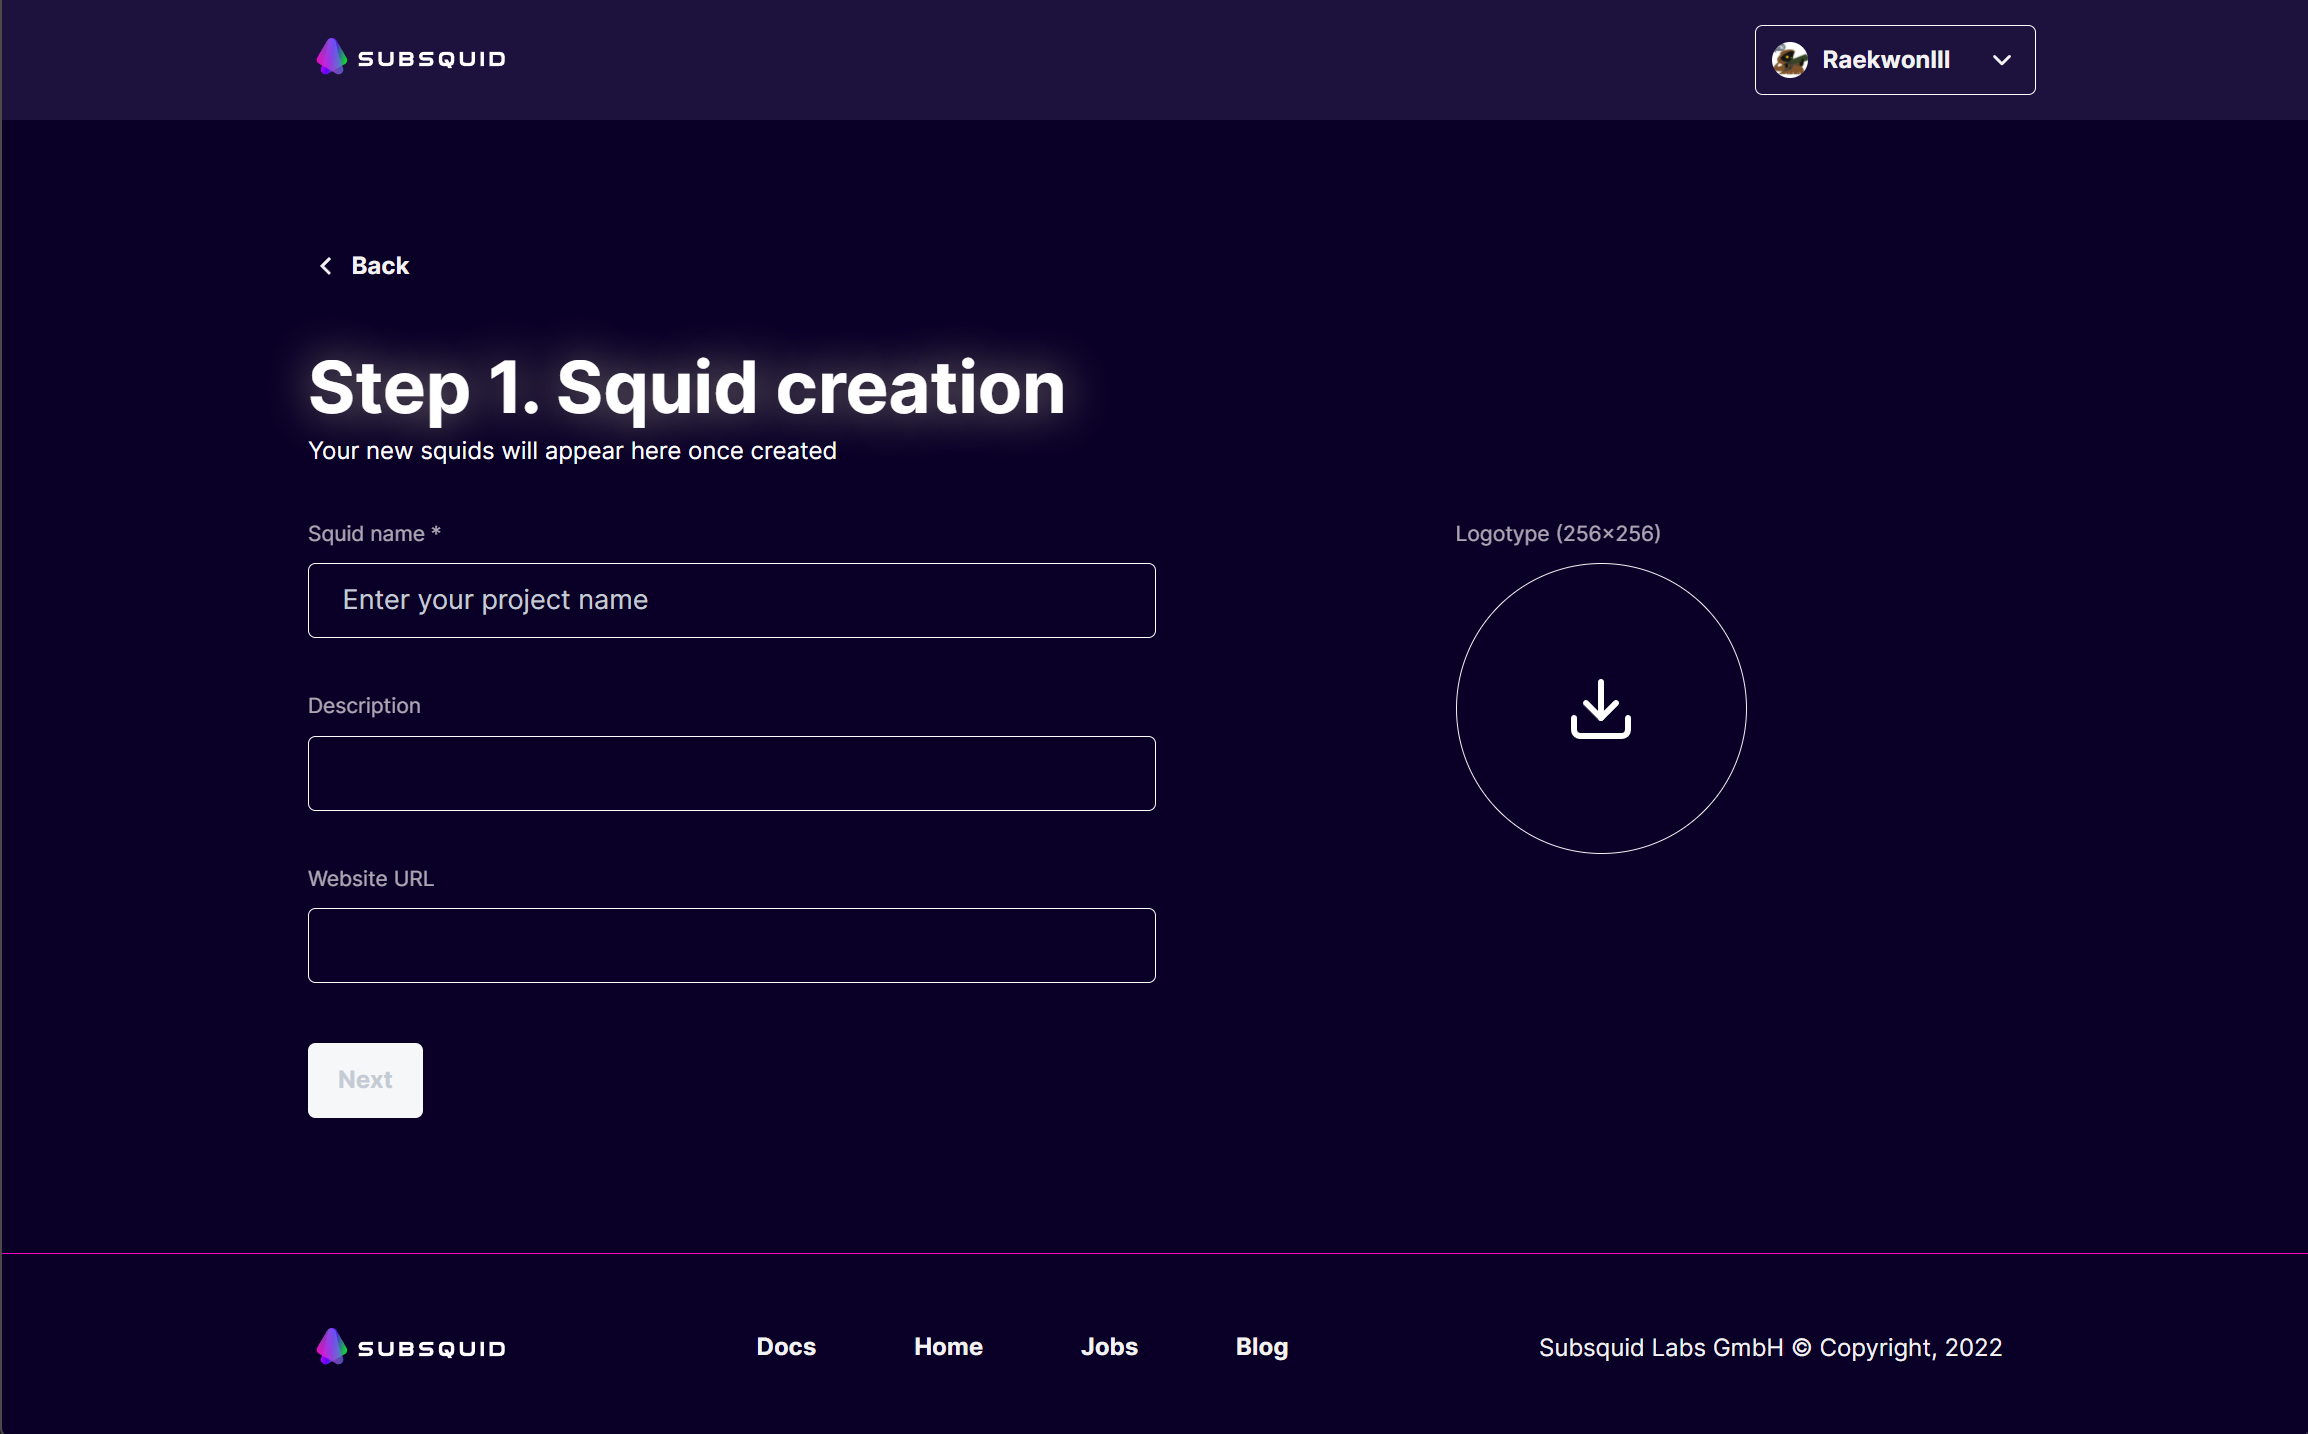 SUBSQUID
RaekwonIII
Back
Step 1. Squid creation
Your new squids will appear here once created
Squid name *
Enter your project name
Logotype (256×256)
Description
Website URL
Next
SUBSQUID
Docs
Home
Jobs
Blog
Subsquid Labs GmbH © Copyright, 2022